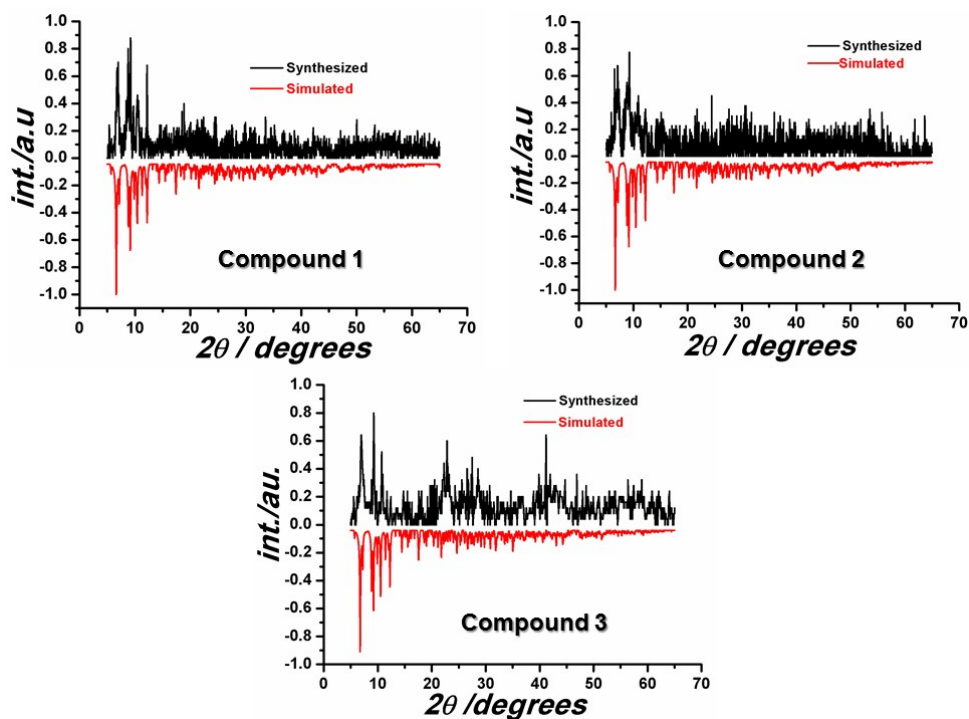 1.0
0.8
0.6
0.4
0.2
0.0
-0.2
-0.4
-0.6
-0.8
-1.0
int./a.u
Synthesized
Simulated
Compound 1
0 10 20 30 40 50 60 70
2θ / degrees
1.0
0.8
0.6
0.4
0.2
0.0
-0.2
-0.4
-0.6
-0.8
-1.0
int./a.u
Synthesized
Simulated
Compound 2
0 10 20 30 40 50 60 70
2θ / degrees
1.0
0.8
0.6
0.4
0.2
0.0
-0.2
-0.4
-0.6
-0.8
-1.0
int./au.
Synthesized
Simulated
Compound 3
0 10 20 30 40 50 60 70
2θ /degrees